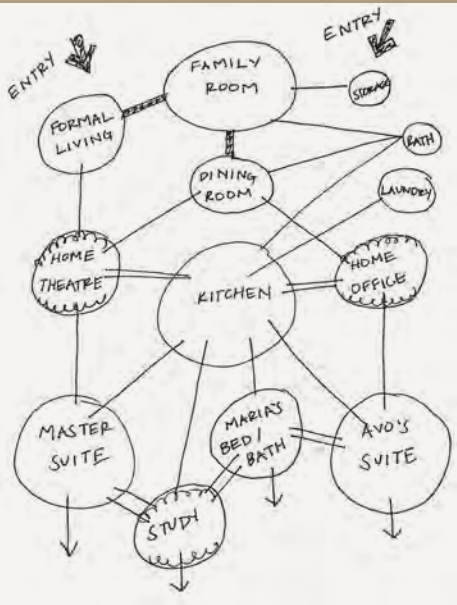 ENTRY
ENTRY
FAMILY
ROOM
STORAGE
FORMAL
LIVING
BATH
DINING
ROOM
LAUNDRY
HOME
THEATRE
KITCHEN
HOME
OFFICE
MASTER
SUITE
MARIA'S
BED/
BATH
AVO'S
SUITE
STUDY